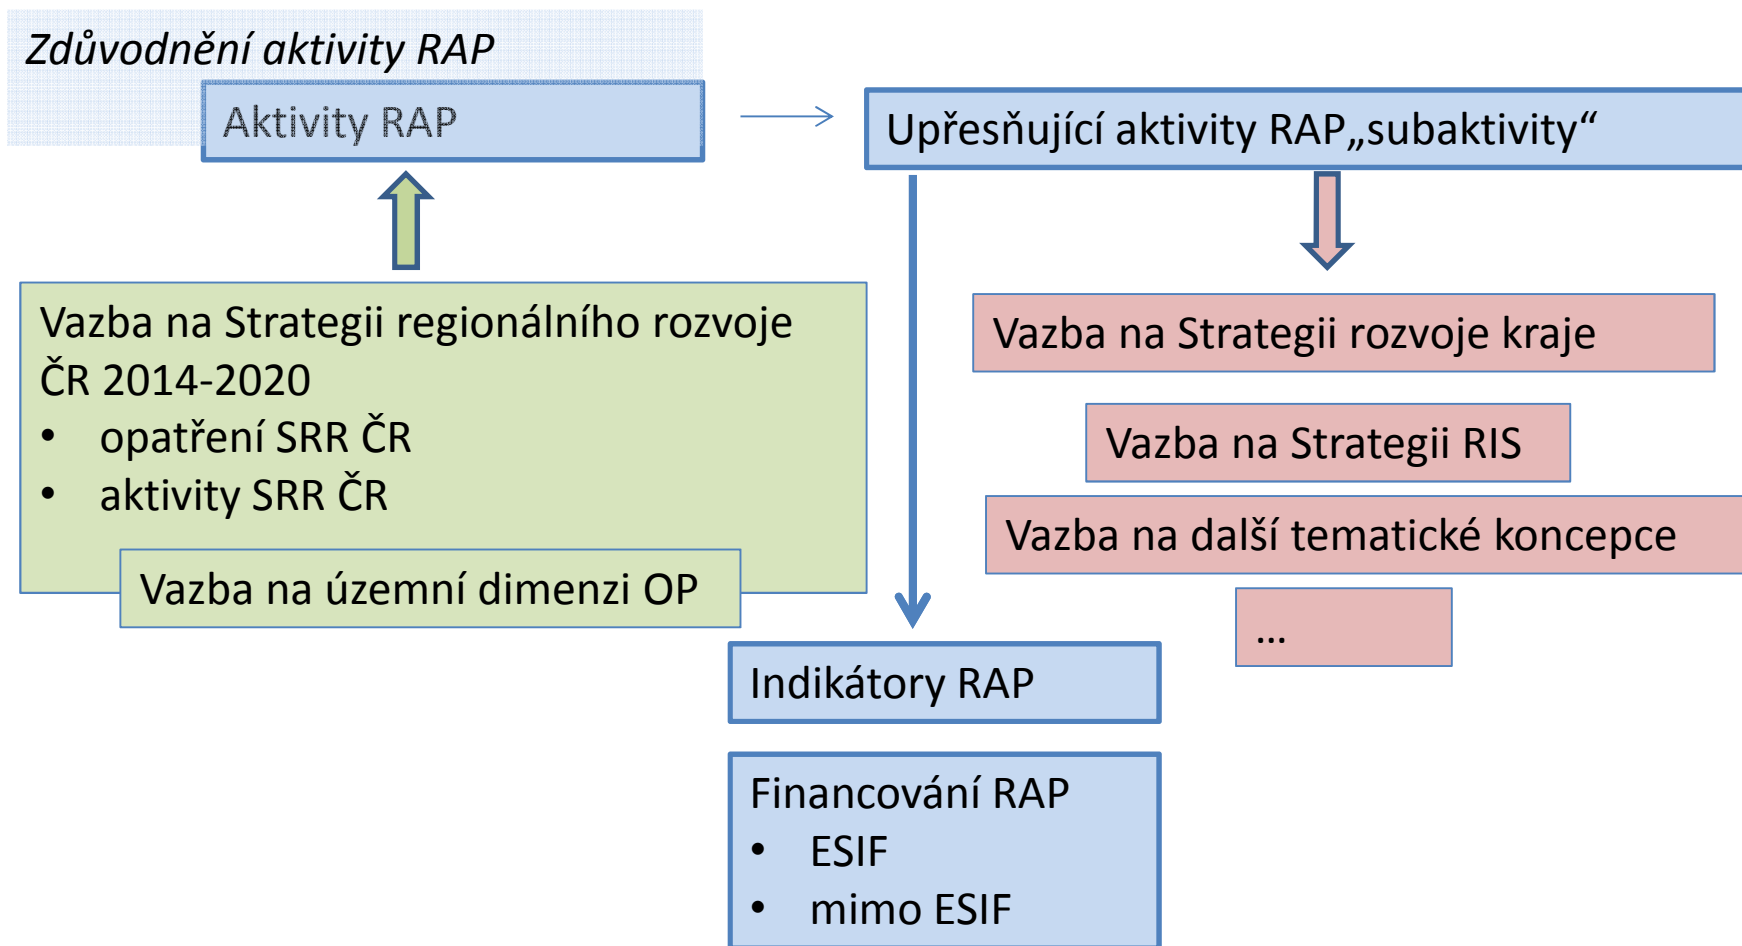 Zdůvodnění aktivity RAP
Aktivity RAP
Upřesňující aktivity RAP„subaktivity“
Vazba na Strategii regionálního rozvoje
ČR 2014-2020
• opatření SRR ČR
• aktivity SRR ČR
Vazba na územní dimenzi OP
Vazba na Strategii rozvoje kraje
Vazba na Strategii RIS
Vazba na další tematické koncepce
...
Indikátory RAP
Financování RAP
• ESIF
• mimo ESIF